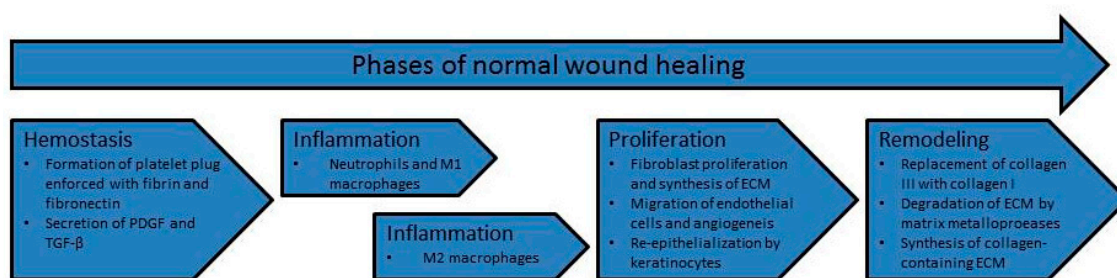 Phases of normal wound healing
Hemostasis
• Formation of platelet plug
enforced with fibrin and
fibronectin
• Secretion of PDGF and
TGF-β
Inflammation
• Neutrophils and M1
macrophages
Inflammation
• M2 macrophages
Proliferation
• Fibroblast proliferation
and synthesis of ECM
• Migration of endothelial
cells and angiogeneis
• Re-epithelialization by
keratinocytes
Remodeling
• Replacement of collagen
III with collagen I
• Degradation of ECM by
matrix metalloproeases
• Synthesis of collagen-
containing ECM